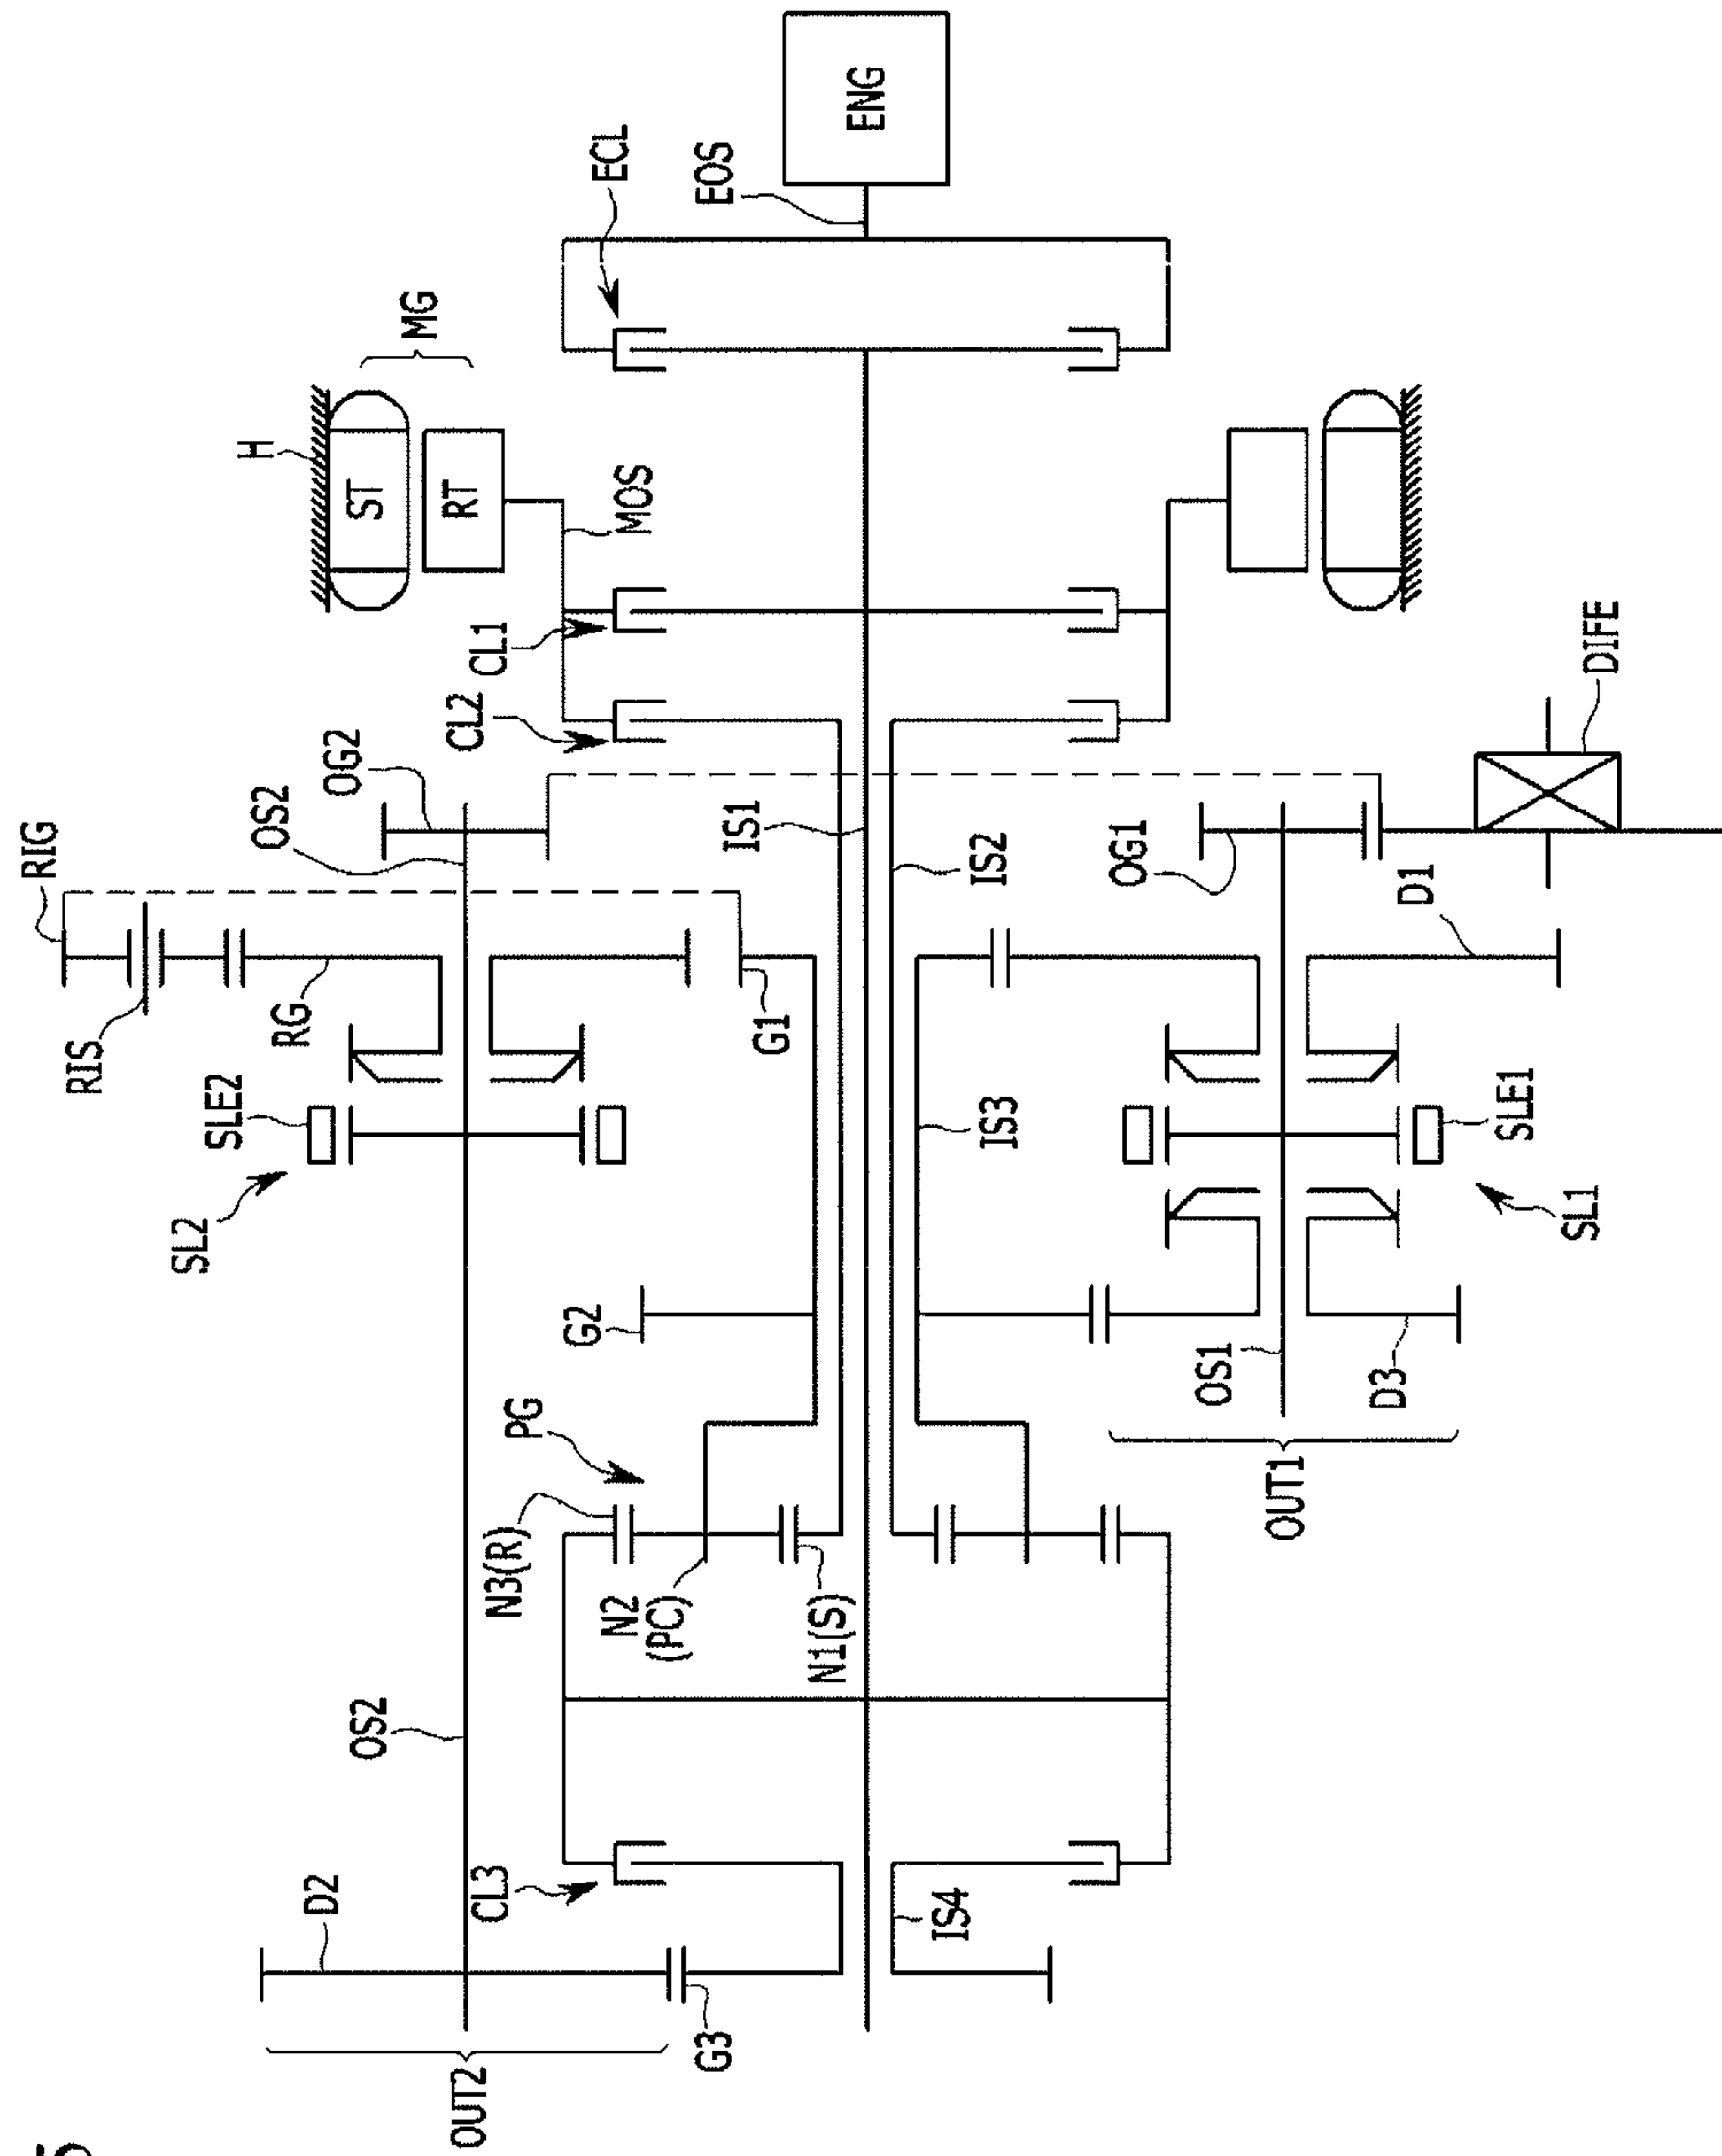 ENG
ECL
EOS
MG
H
ST
RT
MOS
CL1
CL2
OG2
OS2
RIG
RIS
RG
G1
IS1
IS2
OG1
DIFE
D1
SLE2
SL2
IS3
SLE1
SL1
G2
OS1
D3
OUT1
PG
N3(R)
N2
(PC)
N1(S)
OS2
CL3
D2
IS4
G3
OUT2